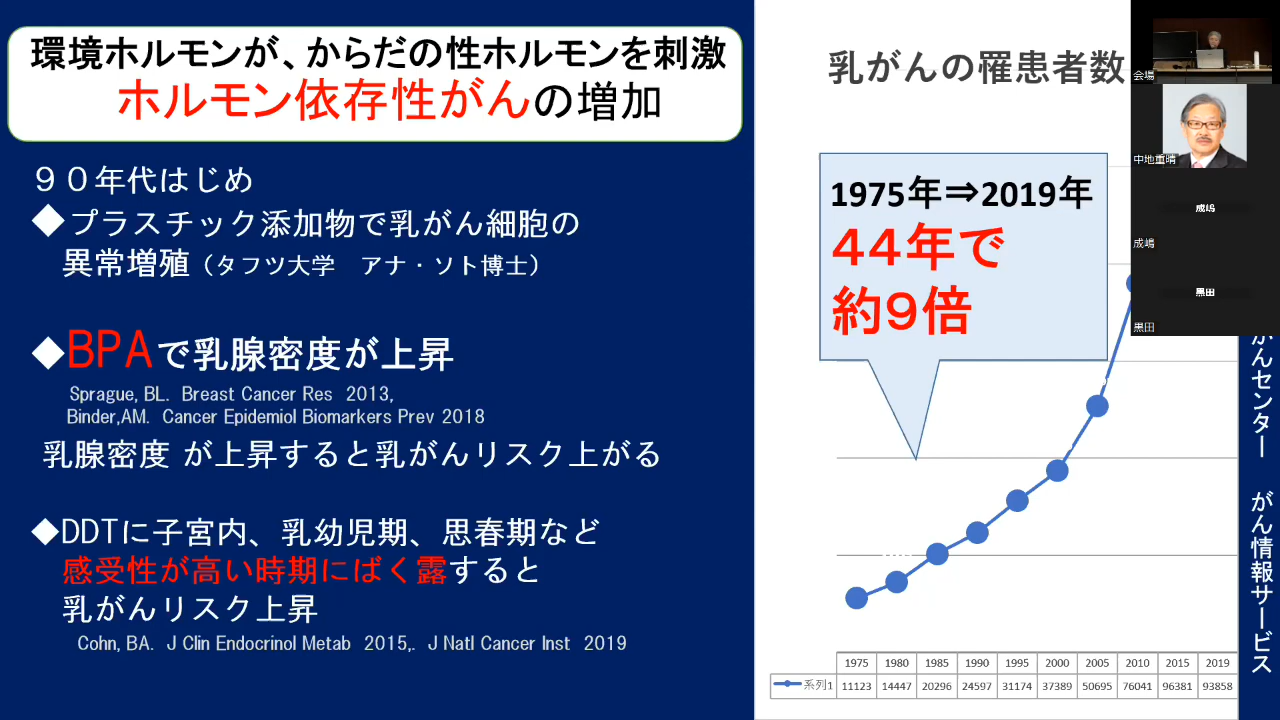 環境ホルモンが、からだの性ホルモンを刺激
ホルモン依存性がんの増加
９０年代はじめ
◆プラスチック添加物で乳がん細胞の
異常増殖（タフツ大学　アナ・ソト博士）
◆BPAで乳腺密度が上昇
Sprague, BL. Breast Cancer Res 2013,
Binder,AM. Cancer Epidemiol Biomarkers Prev 2018
乳腺密度 が上昇すると乳がんリスク上がる
◆DDTに子宮内、乳幼児期、思春期など
感受性が高い時期にばく露すると
乳がんリスク上昇
Cohn, BA. J Clin Endocrinol Metab 2015,. J Natl Cancer Inst 2019
乳がんの罹患者数
1975年⇒2019年
４４年で
約９倍
1975 1980 1985 1990 1995 2000 2005 2010 2015 2019
系列1 11123 14447 20296 24597 31174 37389 50695 76041 96381 93858
がんセンター　がん情報サービス
会場
中地重晴
成嶋
成嶋
黒田
黒田